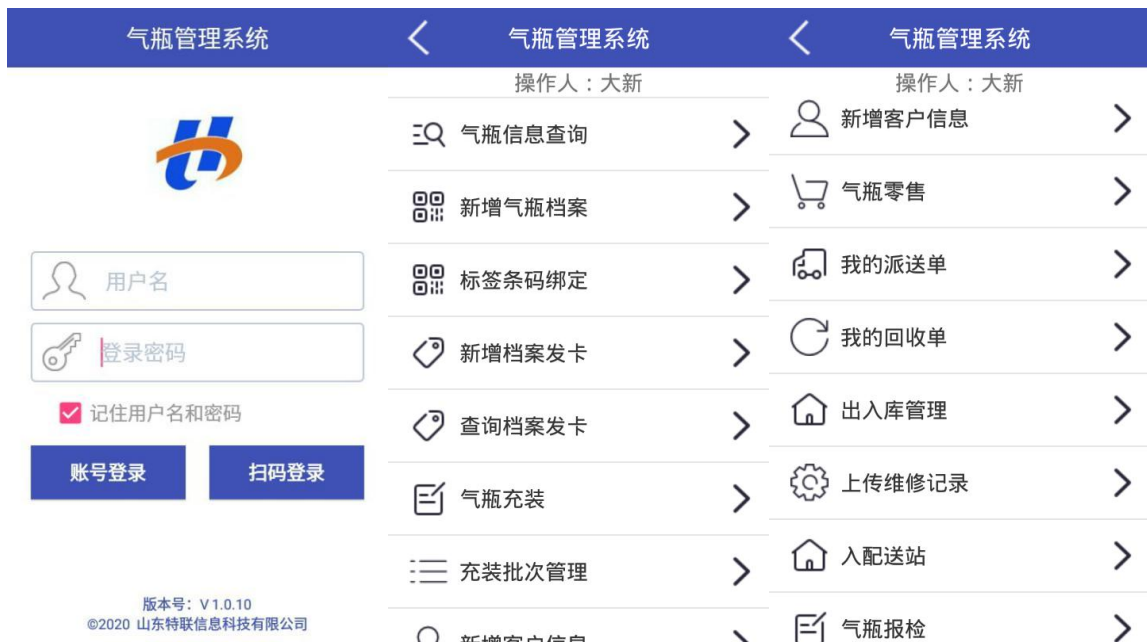 气瓶管理系统
用户名
登录密码
记住用户名和密码
账号登录
扫码登录
版本号：V 1.0.10
©2020 山东特联信息科技有限公司
气瓶管理系统
操作人：大新
气瓶信息查询
新增气瓶档案
标签条码绑定
新增档案发卡
查询档案发卡
气瓶充装
充装批次管理
新增客户信息
气瓶管理系统
操作人：大新
新增客户信息
气瓶零售
我的派送单
我的回收单
出入库管理
上传维修记录
入配送站
气瓶报检